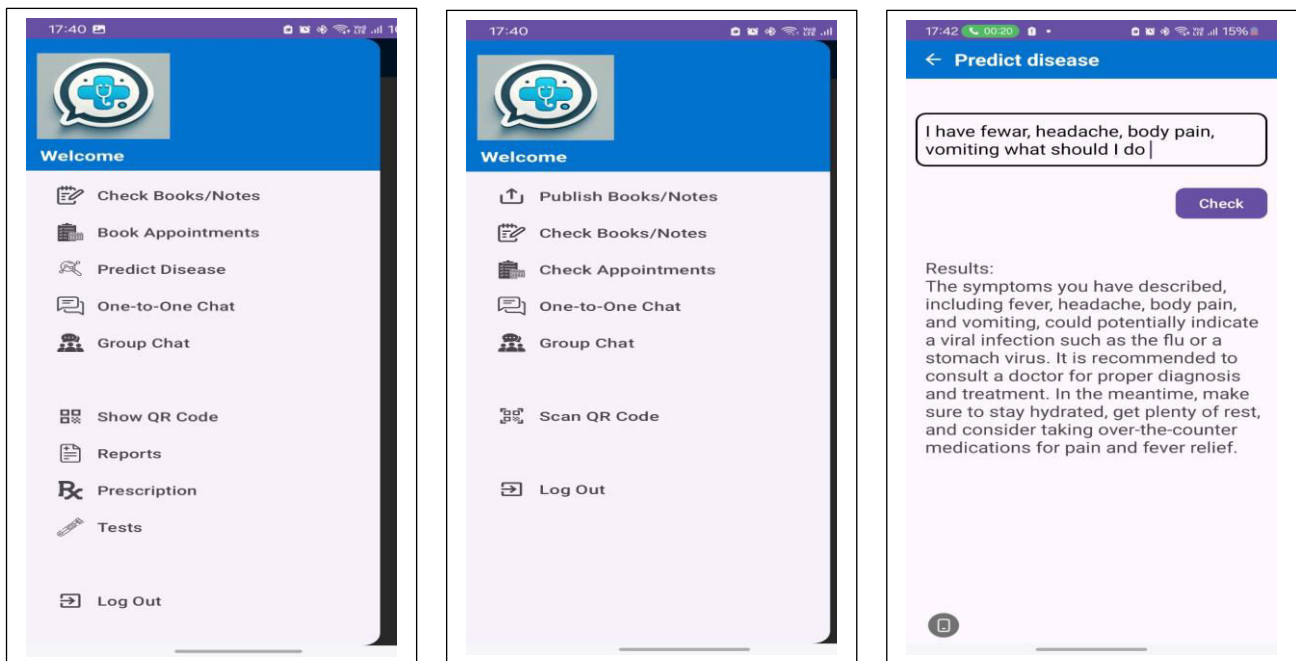 17:40
Welcome
Check Books/Notes
Book Appointments
Predict Disease
One-to-One Chat
Group Chat
Show QR Code
Reports
Prescription
Tests
Log Out
17:40
Welcome
Publish Books/Notes
Check Books/Notes
Check Appointments
One-to-One Chat
Group Chat
Scan QR Code
Log Out
17:42 00:20 15%
Predict disease
I have fewar, headache, body pain,
vomiting what should I do
Check
Results:
The symptoms you have described,
including fever, headache, body pain,
and vomiting, could potentially indicate
a viral infection such as the flu or a
stomach virus. It is recommended to
consult a doctor for proper diagnosis
and treatment. In the meantime, make
sure to stay hydrated, get plenty of rest,
and consider taking over-the-counter
medications for pain and fever relief.